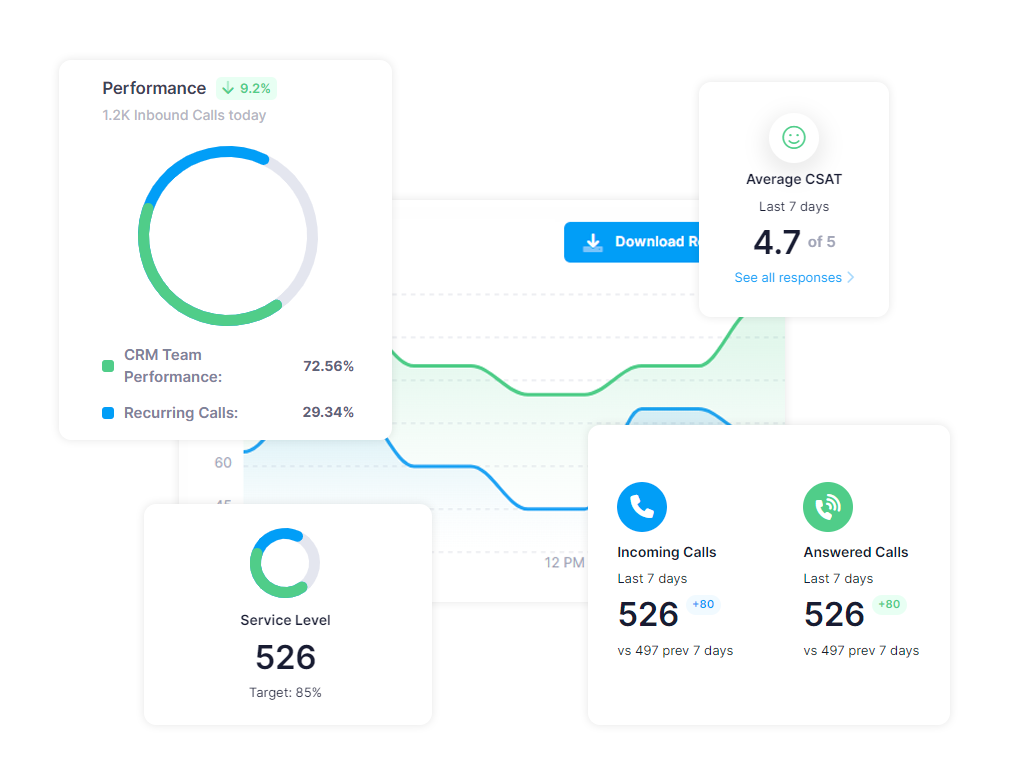 Performance
9.2%
1.2K Inbound Calls today
CRM Team
Performance:
72.56%
Recurring Calls:
29.34%
Download
Average CSAT
Last 7 days
4.7 of 5
See all responses
60
12 PM
Service Level
526
Target: 85%
Incoming Calls
Last 7 days
526 +80
vs 497 prev 7 days
Answered Calls
Last 7 days
526 +80
vs 497 prev 7 days